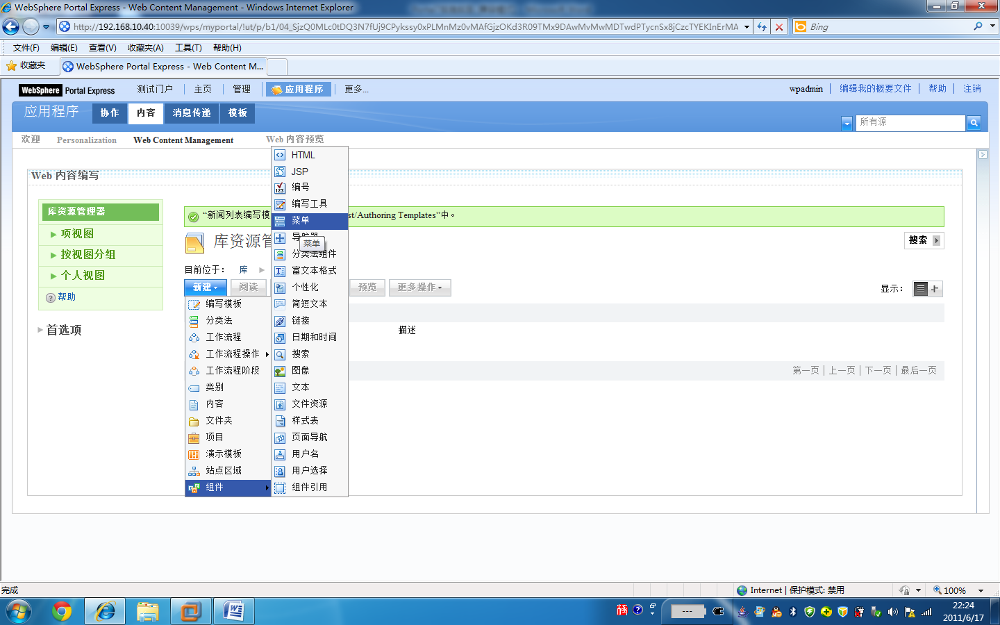 WebSphere Portal Express - Web Content Management - Windows Internet Explorer
http://192.168.10.40:10039/wps/myportal/!ut/p/b1/04_SjzQ0MLc0tDQ3N7fUj9CPykssy0xPLMnMz0vMAfGjzOKd3R09TMx9DAwMvMwMDTwdPTycnSx8jCzcTYEKInErMA
Bing
文件(F) 编辑(E) 查看(V) 收藏夹(A) 工具(T) 帮助(H)
收藏夹 WebSphere Portal Express - Web Content M...
WebSphere Portal Express 测试门户 主页 管理 应用程序 更多... wpadmin 编辑我的概要文件 帮助 注销
应用程序 协作 内容 消息传递 模板
所有源
欢迎 Personalization Web Content Management Web 内容预览
Web 内容编写
库资源管理器
项视图
按视图分组
个人视图
帮助
首选项
“新闻列表编写模 st/Authoring Templates”中。
库资源管
搜索
目前位于： 库
新建 阅读 预览 更多操作 显示：
描述
第一页 | 上一页 | 下一页 | 最后一页
编写模板
分类法
工作流程
工作流程操作
工作流程阶段
类别
内容
文件夹
项目
演示模板
站点区域
组件
HTML
JSP
编号
编写工具
菜单
导航器
菜单
分类法组件
富文本格式
个性化
简短文本
链接
日期和时间
搜索
图像
文本
文件资源
样式表
页面导航
用户名
用户选择
组件引用
完成 Internet | 保护模式: 禁用 100%
22:24
2011/6/17